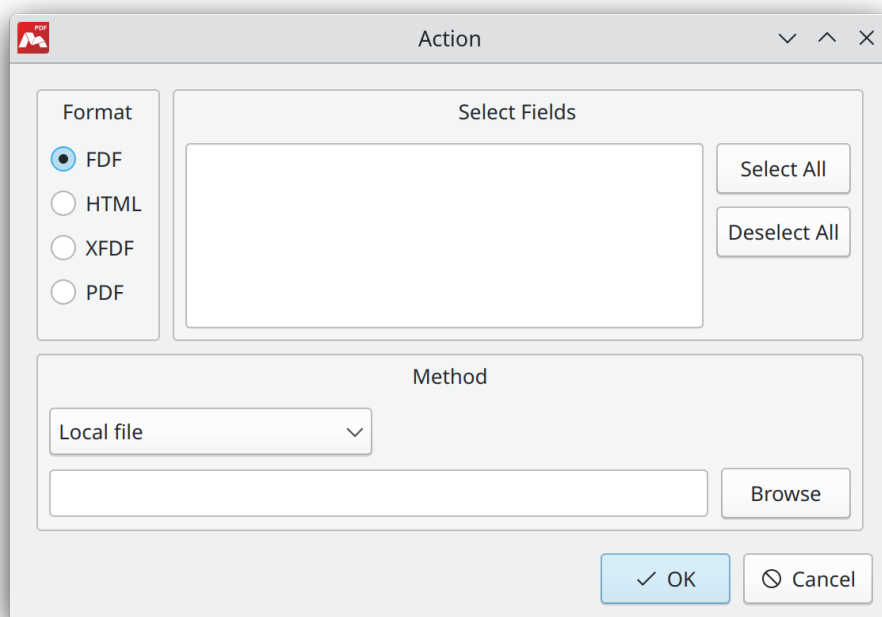 PDF
Action
Format
FDF
HTML
XFDF
PDF
Select Fields
Select All
Deselect All
Method
Local file
Browse
OK
Cancel